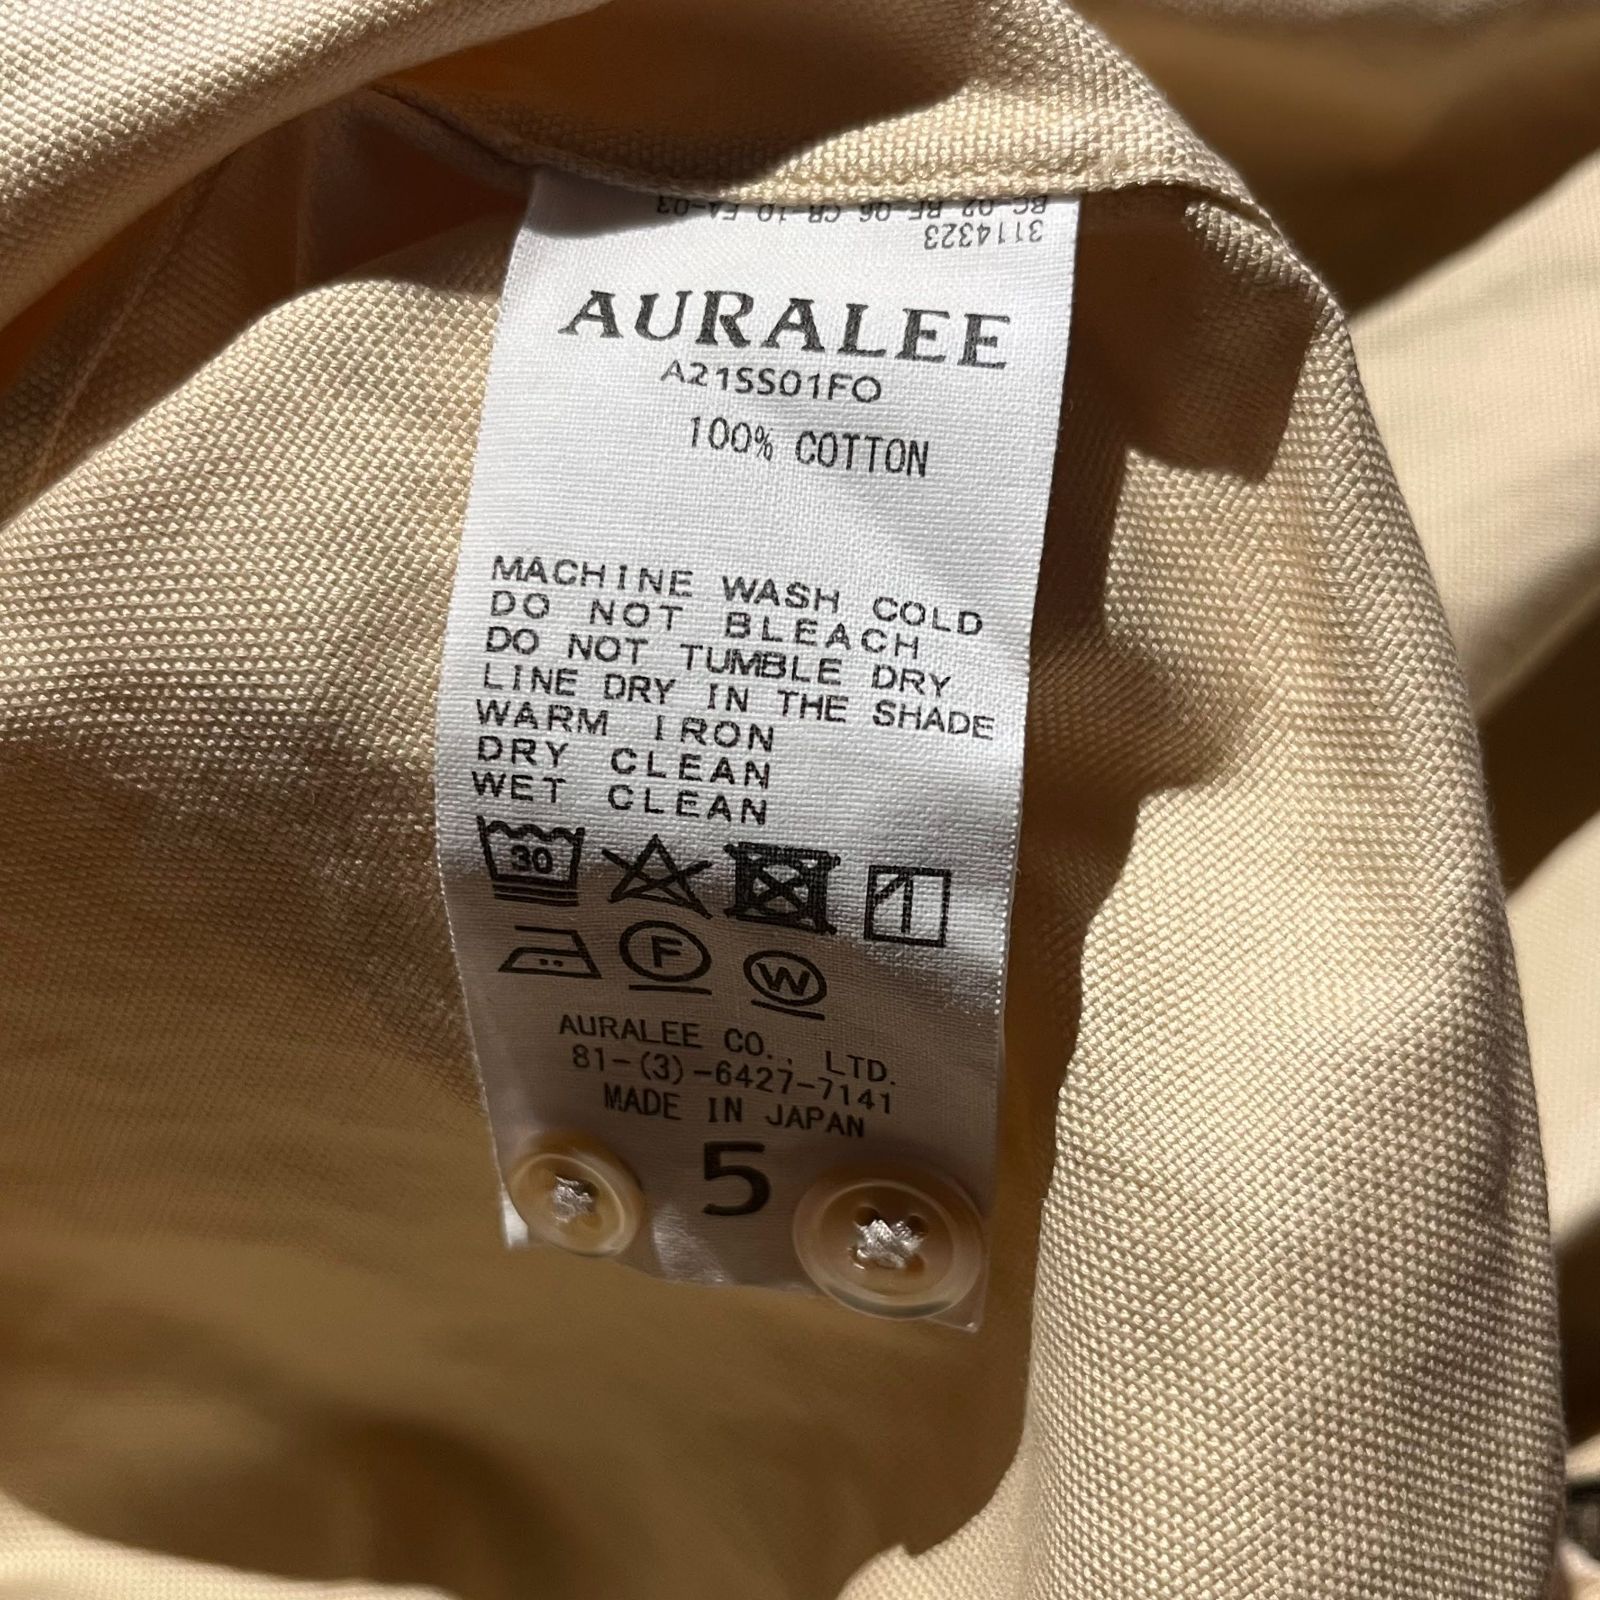 BC-02 BF-06 CB-10 FA-03
3114323
AURALEE
A21SS01FO
100% COTTON
MACHINE WASH COLD
DO NOT BLEACH
DO NOT TUMBLE DRY
LINE DRY IN THE SHADE
WARM IRON
DRY CLEAN
WET CLEAN
30
F W
AURALEE CO., LTD.
81-(3)-6427-7141
MADE IN JAPAN
5